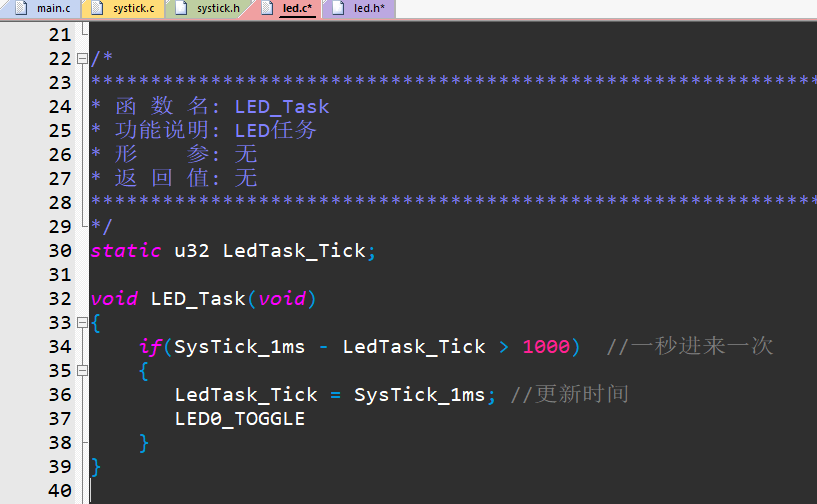 main.c systick.c systick.h led.c* led.h*
21
22 /*
23 *************************************************************
24 * 函 数 名: LED_Task
25 * 功能说明: LED任务
26 * 形    参: 无
27 * 返 回 值: 无
28 *************************************************************
29 */
30 static u32 LedTask_Tick;
31
32 void LED_Task(void)
33 {
34     if(SysTick_1ms - LedTask_Tick > 1000)  //一秒进来一次
35     {
36        LedTask_Tick = SysTick_1ms; //更新时间
37        LED0_TOGGLE
38     }
39 }
40